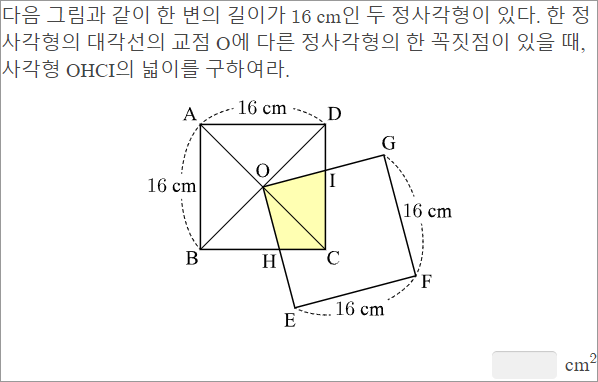 다음 그림과 같이 한 변의 길이가 16 cm인 두 정사각형이 있다. 한 정
사각형의 대각선의 교점 O에 다른 정사각형의 한 꼭짓점이 있을 때,
사각형 OHCI의 넓이를 구하여라.
A 16 cm D
G
O
I
16 cm
16 cm
B H C
F
E 16 cm
cm²